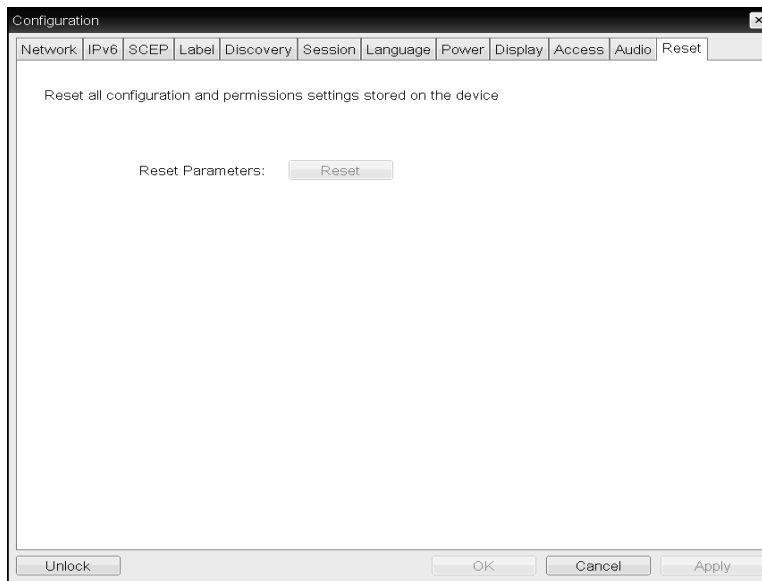 Configuration
Network IPv6 SCEP Label Discovery Session Language Power Display Access Audio Reset
Reset all configuration and permissions settings stored on the device
Reset Parameters: Reset
Unlock OK Cancel Apply